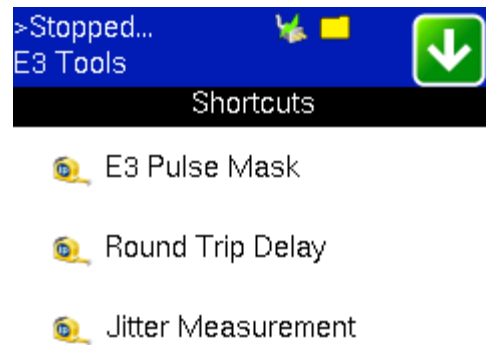 >Stopped...
E3 Tools
Shortcuts
E3 Pulse Mask
Round Trip Delay
Jitter Measurement